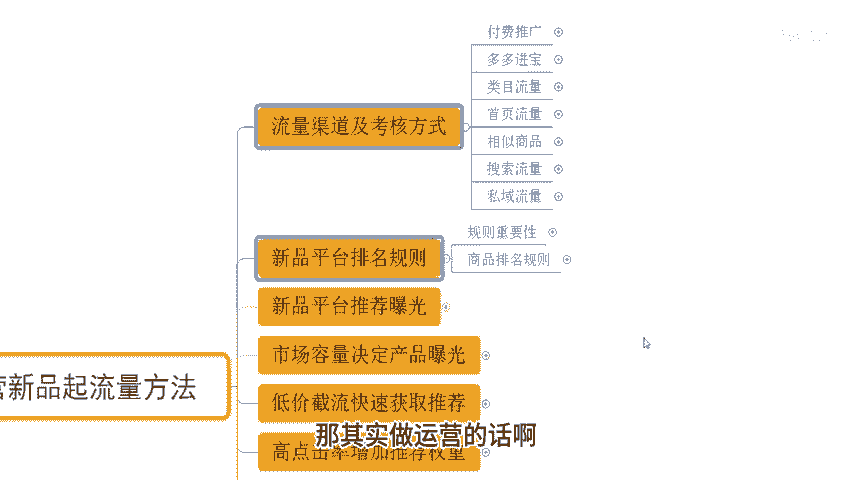 付费推广
多多进宝
类目流量
首页流量
相似商品
搜索流量
私域流量
流量渠道及考核方式
规则重要性
商品排名规则
新品平台排名规则
新品平台推荐曝光
市场容量决定产品曝光
营新品起流量方法
低价截流快速获取推荐
高点击率增加推荐权重
那其实做运营的话啊